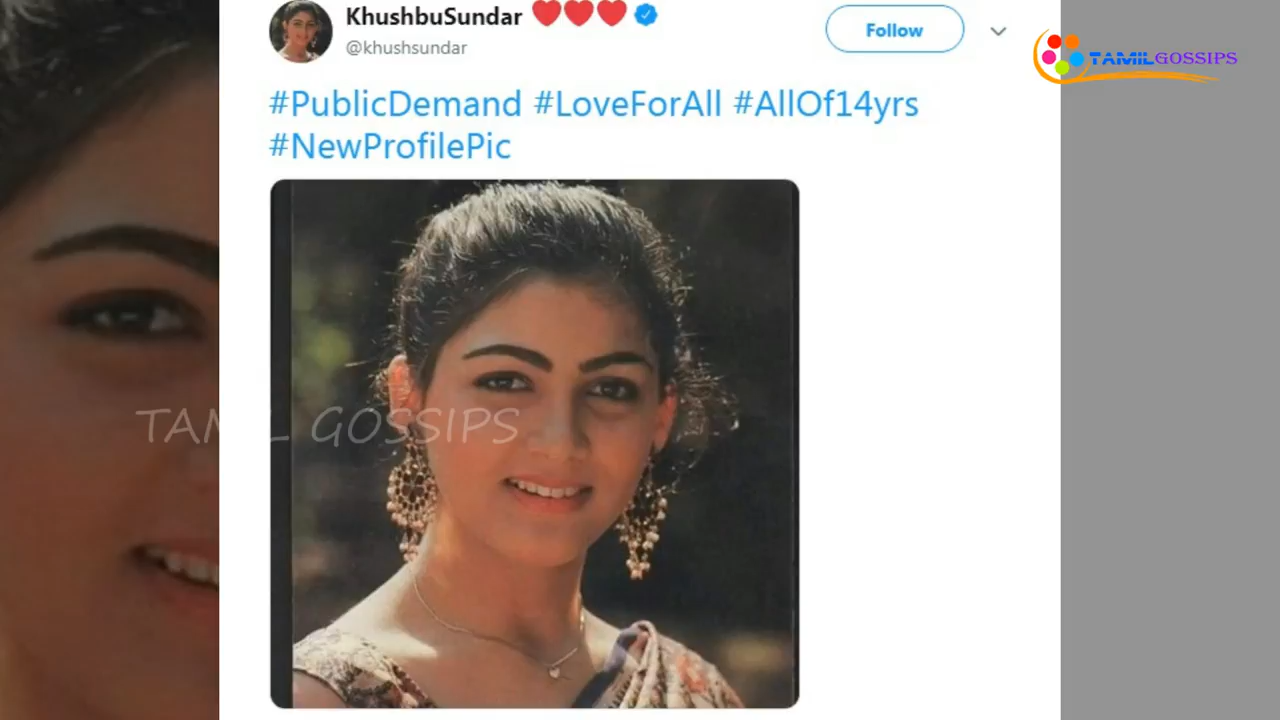 KhushbuSundar ❤❤❤
@khushsundar
Follow
TAMILGOSSIPS
#PublicDemand #LoveForAll #AllOf14yrs
#NewProfilePic
TAMIL GOSSIPS